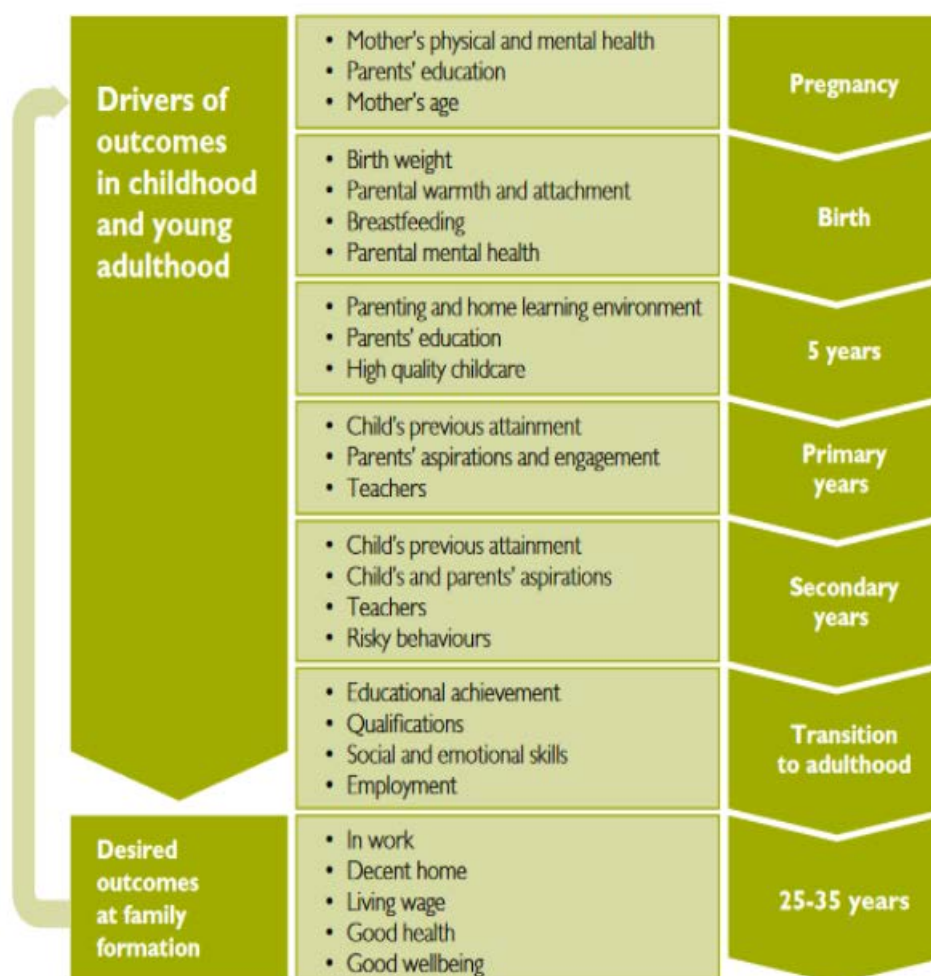 Drivers of
outcomes
in childhood
and young
adulthood
• Mother's physical and mental health
• Parents' education
• Mother's age
Pregnancy
• Birth weight
• Parental warmth and attachment
• Breastfeeding
• Parental mental health
Birth
• Parenting and home learning environment
• Parents' education
• High quality childcare
5 years
• Child's previous attainment
• Parents' aspirations and engagement
• Teachers
Primary
years
• Child's previous attainment
• Child's and parents' aspirations
• Teachers
• Risky behaviours
Secondary
years
• Educational achievement
• Qualifications
• Social and emotional skills
• Employment
Transition
to adulthood
Desired
outcomes
at family
formation
• In work
• Decent home
• Living wage
• Good health
• Good wellbeing
25-35 years